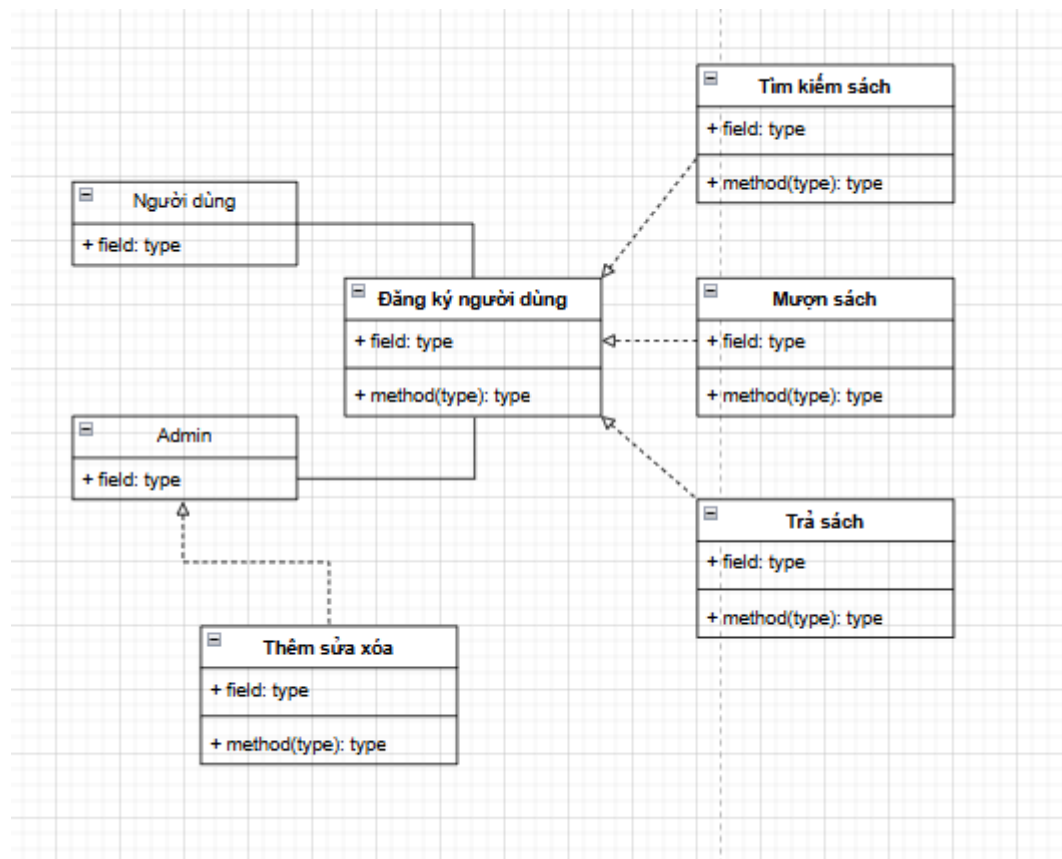 Tìm kiếm sách
+ field: type
+ method(type): type
Người dùng
+ field: type
Đăng ký người dùng
+ field: type
+ method(type): type
Mượn sách
+ field: type
+ method(type): type
Admin
+ field: type
Trả sách
+ field: type
+ method(type): type
Thêm sửa xóa
+ field: type
+ method(type): type